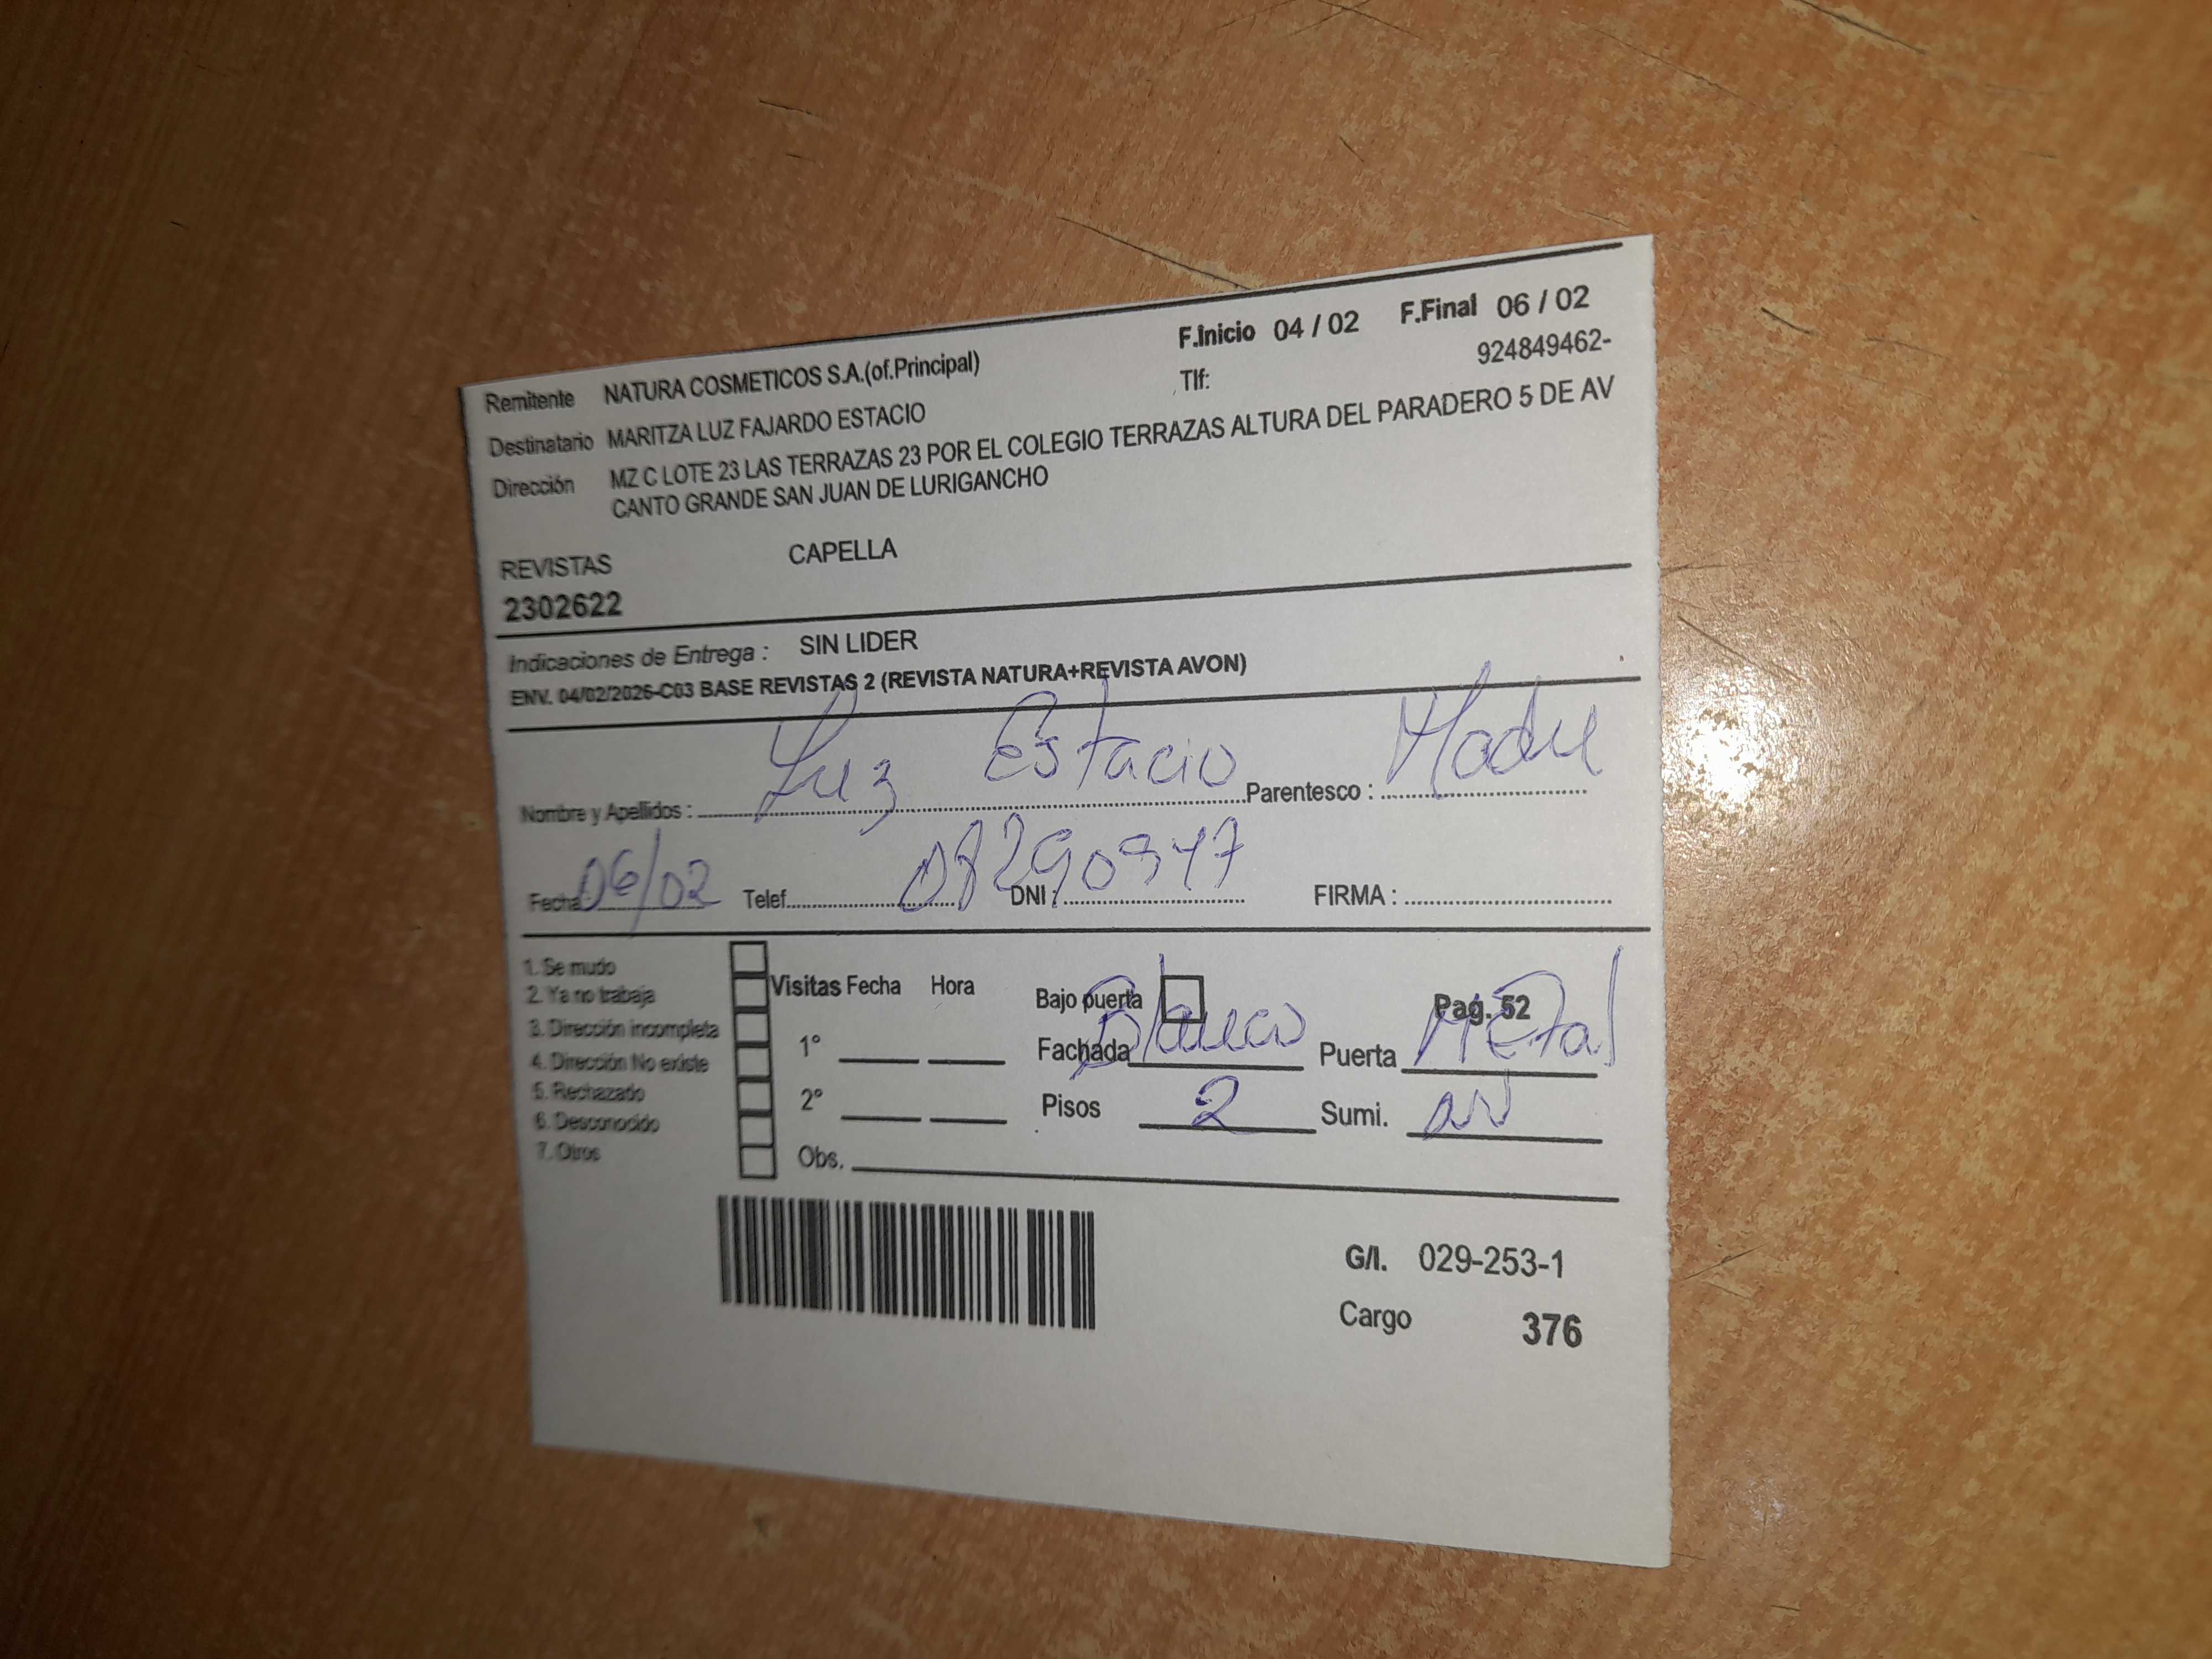 F.Inicio 04 / 02 F.Final 06 / 02
Remitente NATURA COSMETICOS S.A.(of.Principal) Tlf: 924849462-
Destinatario MARITZA LUZ FAJARDO ESTACIO
Dirección MZ C LOTE 23 LAS TERRAZAS 23 POR EL COLEGIO TERRAZAS ALTURA DEL PARADERO 5 DE AV
CANTO GRANDE SAN JUAN DE LURIGANCHO
REVISTAS CAPELLA
2302622
Indicaciones de Entrega : SIN LIDER
ENV. 04/02/2026-C03 BASE REVISTAS 2 (REVISTA NATURA+REVISTA AVON)
Nombre y Apellidos : Luz Estacio Parentesco : Madre
Fecha 06/02 Telef. DNI : 08290947 FIRMA :
1. Se mudo
2. Ya no trabaja
3. Dirección incompleta
4. Dirección No existe
5. Rechazado
6. Desconocido
7. Otros
Visitas Fecha Hora
1°
2°
Obs.
Bajo puerta Pag. 52
Fachada Blanco Puerta Metal
Pisos 2 Sumi.
G/I. 029-253-1
Cargo 376